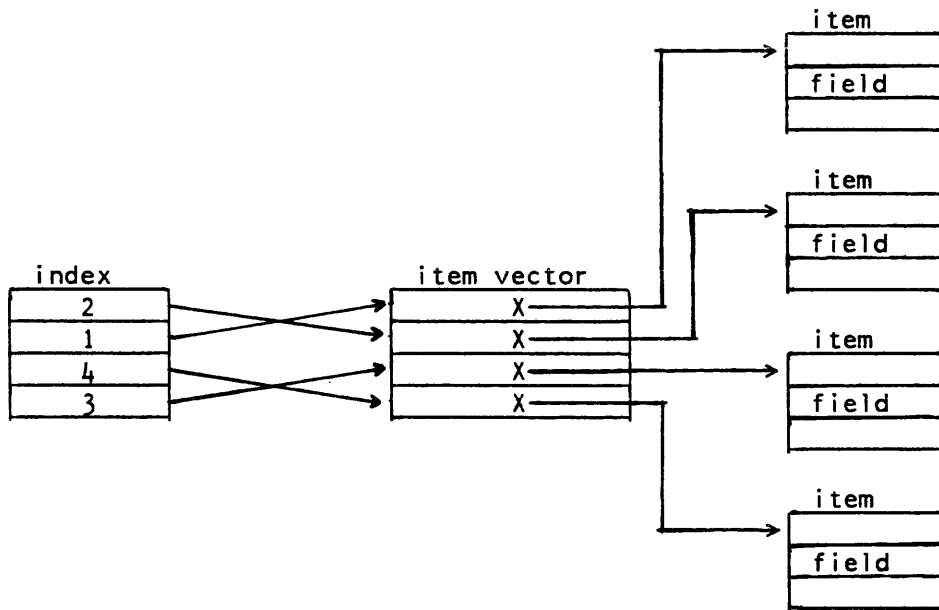 item
field
item
field
index
item vector
2
X
1
X
4
X
3
X
item
field
item
field